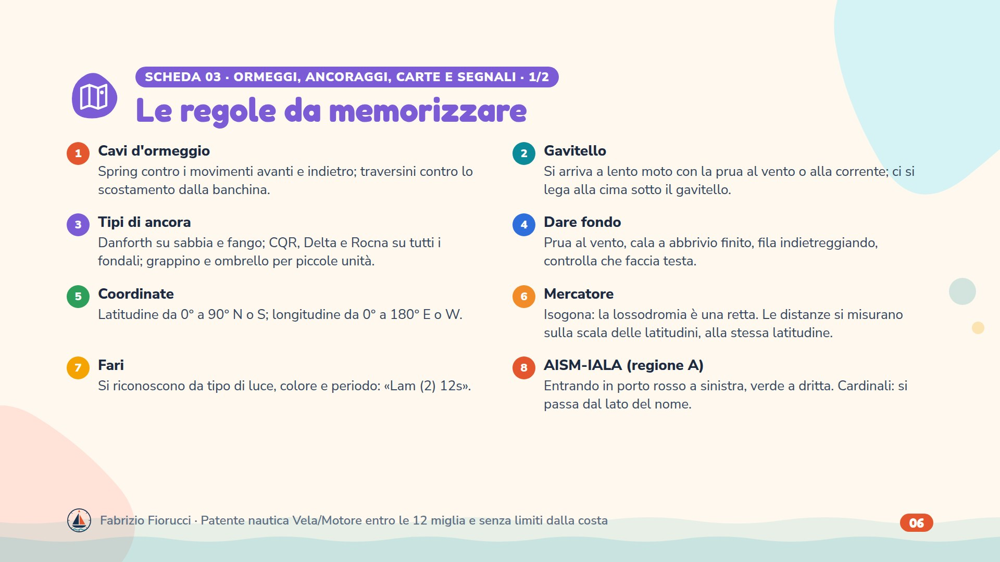 SCHEDA 03 · ORMEGGI, ANCORAGGI, CARTE E SEGNALI · 1/2
Le regole da memorizzare
1
Cavi d'ormeggio
Spring contro i movimenti avanti e indietro; traversini contro lo
scostamento dalla banchina.
2
Gavitello
Si arriva a lento moto con la prua al vento o alla corrente; ci si
lega alla cima sotto il gavitello.
3
Tipi di ancora
Danforth su sabbia e fango; CQR, Delta e Rocna su tutti i
fondali; grappino e ombrello per piccole unità.
4
Dare fondo
Prua al vento, cala a abbrivio finito, fila indietreggiando,
controlla che faccia testa.
5
Coordinate
Latitudine da 0° a 90° N o S; longitudine da 0° a 180° E o W.
6
Mercatore
Isogona: la lossodromia è una retta. Le distanze si misurano
sulla scala delle latitudini, alla stessa latitudine.
7
Fari
Si riconoscono da tipo di luce, colore e periodo: «Lam (2) 12s».
8
AISM-IALA (regione A)
Entrando in porto rosso a sinistra, verde a dritta. Cardinali: si
passa dal lato del nome.
Fabrizio Fiorucci · Patente nautica Vela/Motore entro le 12 miglia e senza limiti dalla costa
06